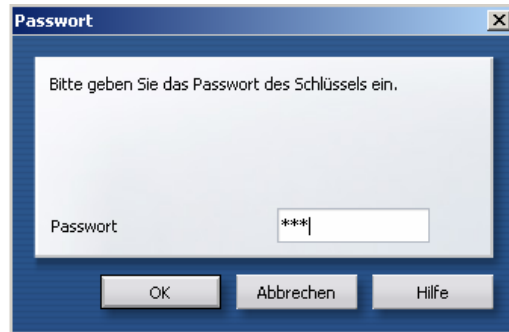 Passwort
Bitte geben Sie das Passwort des Schlüssels ein.
Passwort ***
OK Abbrechen Hilfe